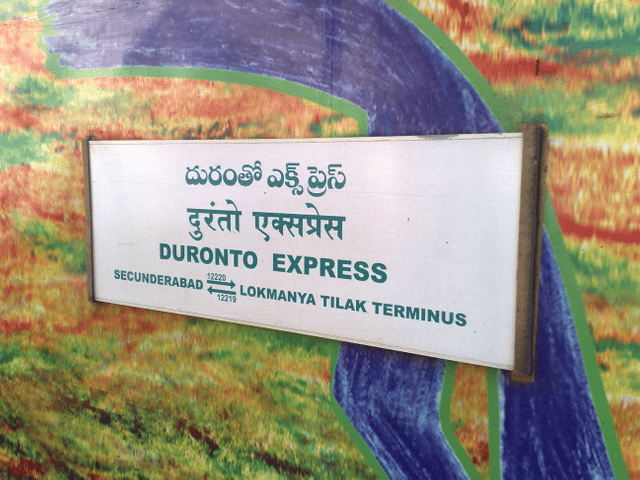 దురంతో ఎక్స్ ప్రెస్
दुरंतो एक्सप्रेस
DURONTO EXPRESS
SECUNDERABAD 12220 12219 LOKMANYA TILAK TERMINUS